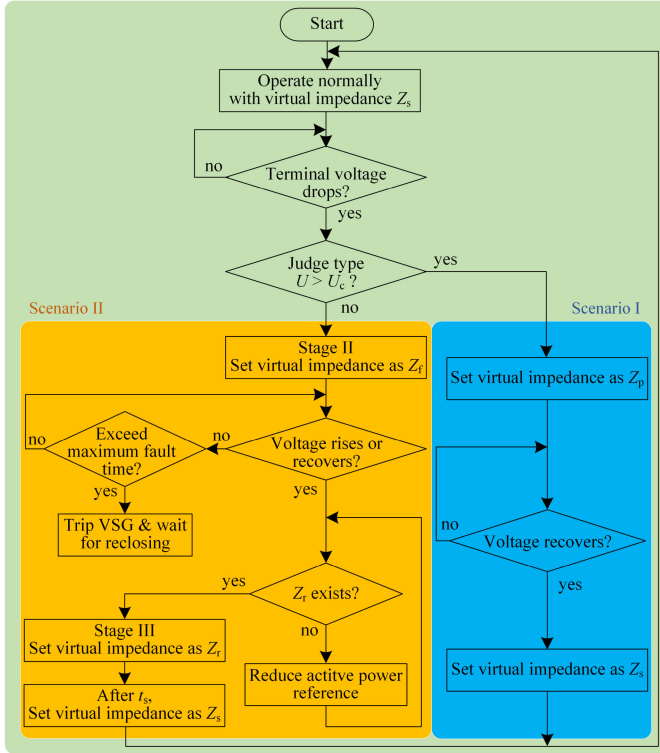 Start
Operate normally
with virtual impedance Zs
no
Terminal voltage
drops?
yes
Judge type
U > Uc ?
yes
no
Scenario II
Scenario I
Stage II
Set virtual impedance as Zf
Set virtual impedance as Zp
no
Exceed
maximum fault
time?
no
Voltage rises or
recovers?
yes
yes
Trip VSG & wait
for reclosing
no
Voltage recovers?
yes
yes
Zr exists?
no
Stage III
Set virtual impedance as Zr
Reduce actitve power
reference
Set virtual impedance as Zs
After ts,
Set virtual impedance as Zs